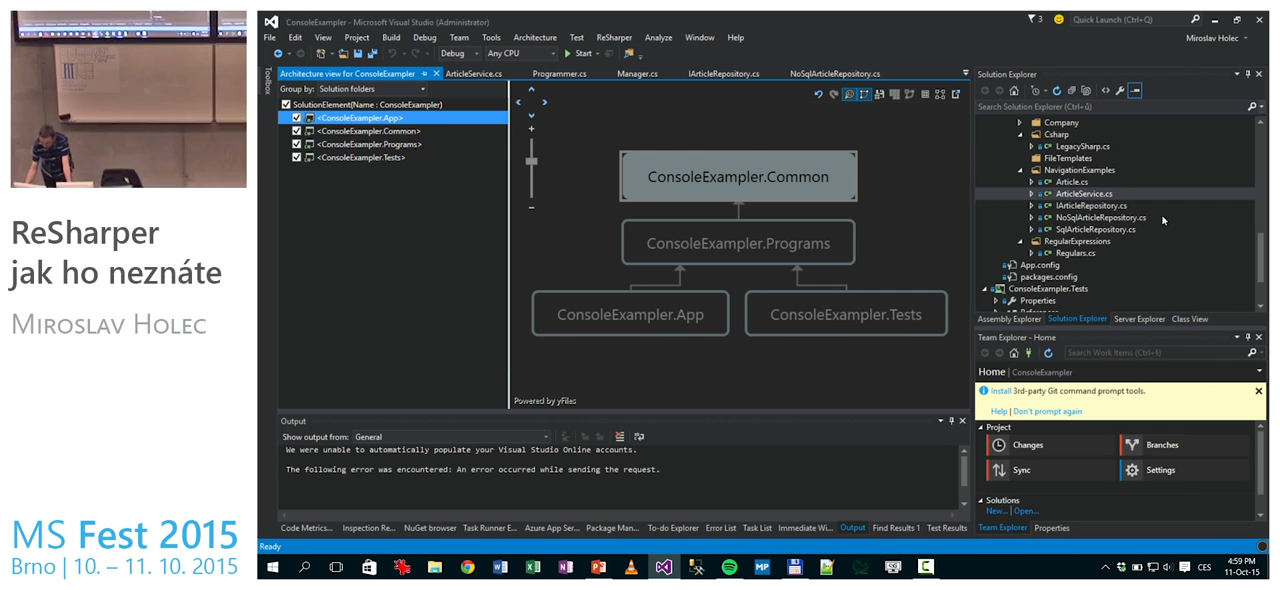 ReSharper
jak ho neznáte
MIROSLAV HOLEC
MS Fest 2015
Brno | 10. – 11. 10. 2015
ConsoleExampler - Microsoft Visual Studio (Administrator)
3
Quick Launch (Ctrl+Q)
File Edit View Project Build Debug Team Tools Architecture Test ReSharper Analyze Window Help
Miroslav Holec
Debug Any CPU Start
Toolbox
Architecture view for ConsoleExampler ArticleService.cs Programmer.cs Manager.cs IArticleRepository.cs NoSqlArticleRepository.cs
Group by: Solution folders
SolutionElement(Name : ConsoleExampler)
<ConsoleExampler.App>
<ConsoleExampler.Common>
<ConsoleExampler.Programs>
<ConsoleExampler.Tests>
ConsoleExampler.Common
ConsoleExampler.Programs
ConsoleExampler.App
ConsoleExampler.Tests
Powered by yFiles
Output
Show output from: General
We were unable to automatically populate your Visual Studio Online accounts.
The following error was encountered: An error occurred while sending the request.
Code Metrics... Inspection Re... NuGet browser Task Runner E... Azure App Ser... Package Man... To-do Explorer Error List Task List Immediate Wi... Output Find Results 1 Test Results
Solution Explorer
Search Solution Explorer (Ctrl+ů)
Company
Csharp
LegacySharp.cs
FileTemplates
NavigationExamples
Article.cs
ArticleService.cs
IArticleRepository.cs
NoSqlArticleRepository.cs
SqlArticleRepository.cs
RegularExpressions
Regulars.cs
App.config
packages.config
ConsoleExampler.Tests
Properties
Assembly Explorer Solution Explorer Server Explorer Class View
Team Explorer - Home
Search Work Items (Ctrl+§)
Home | ConsoleExampler
Install 3rd-party Git command prompt tools.
Help | Don't prompt again
Project
Changes Branches
Sync Settings
Solutions
New... | Open...
Team Explorer Properties
Ready
CES
4:59 PM
11-Oct-15